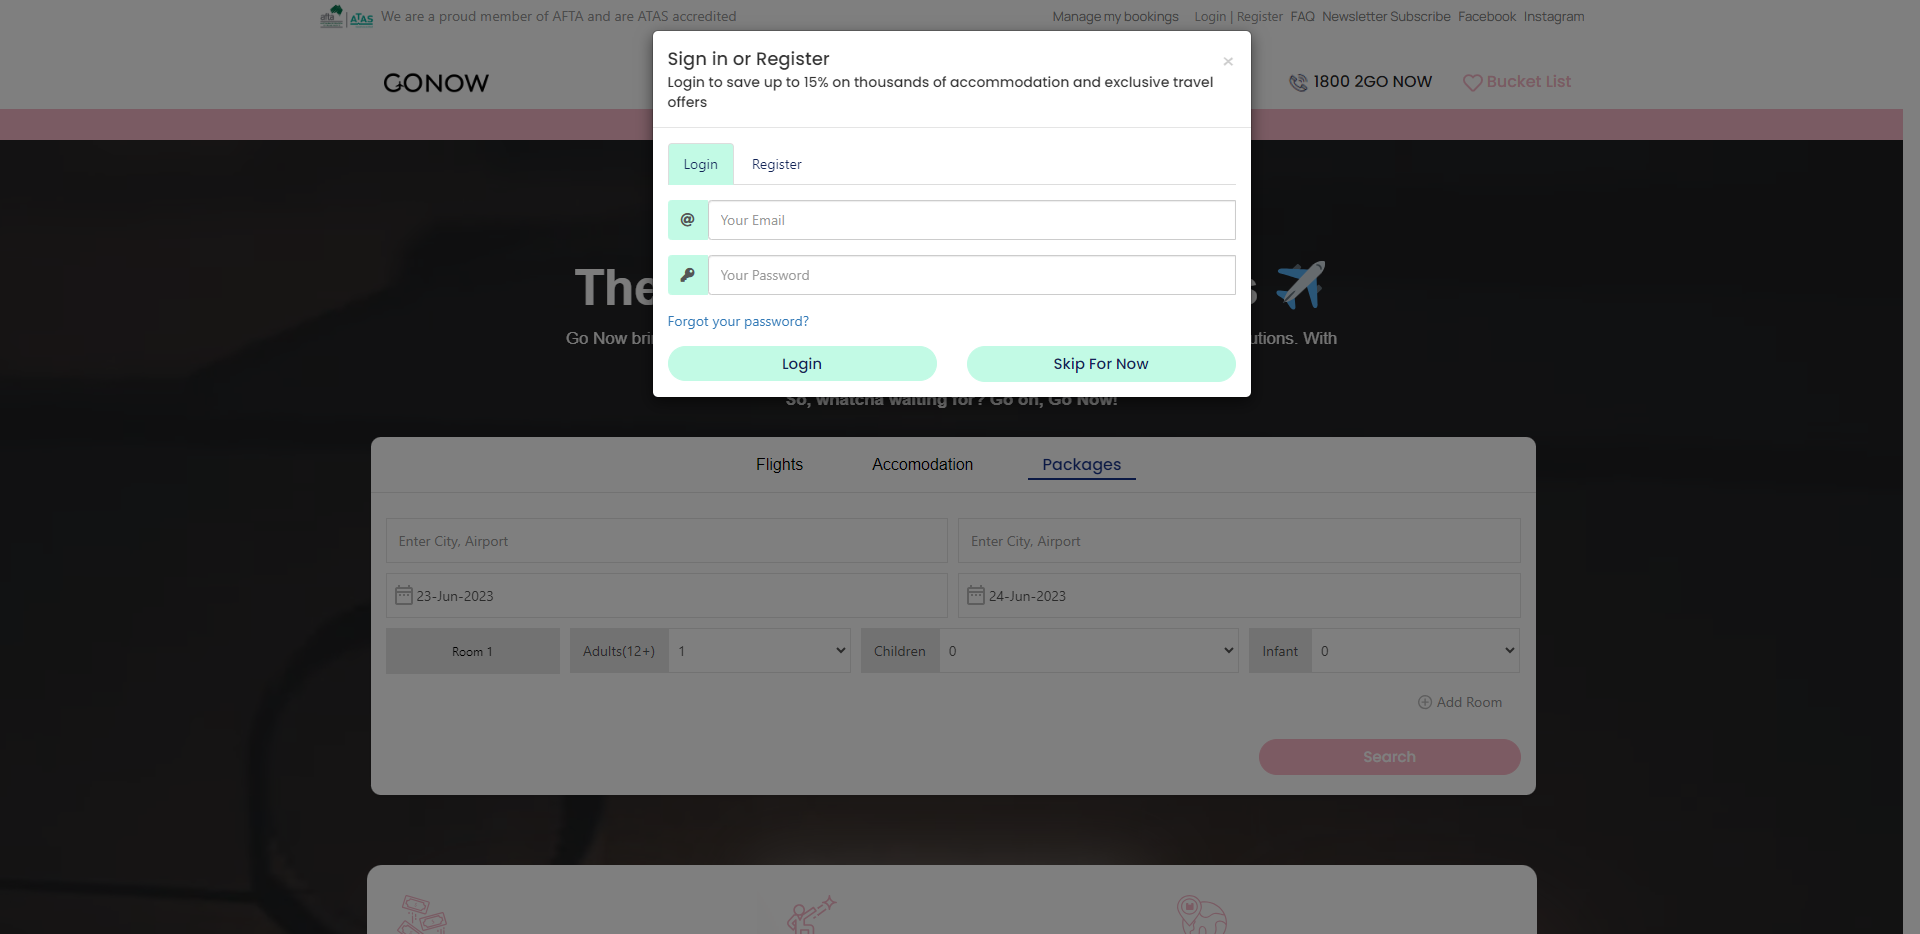 afta ATAS We are a proud member of AFTA and are ATAS accredited
Manage my bookings Login | Register FAQ Newsletter Subscribe Facebook Instagram
GONOW
1800 2GO NOW Bucket List
Sign in or Register
×
Login to save up to 15% on thousands of accommodation and exclusive travel
offers
Login Register
@ Your Email
Your Password
Forgot your password?
Login Skip For Now
The
Go Now
utions. With
So, whatcha waiting for? Go on, Go Now!
Flights Accomodation Packages
Enter City, Airport Enter City, Airport
23-Jun-2023 24-Jun-2023
Room 1 Adults(12+) 1 Children 0 Infant 0
Add Room
Search